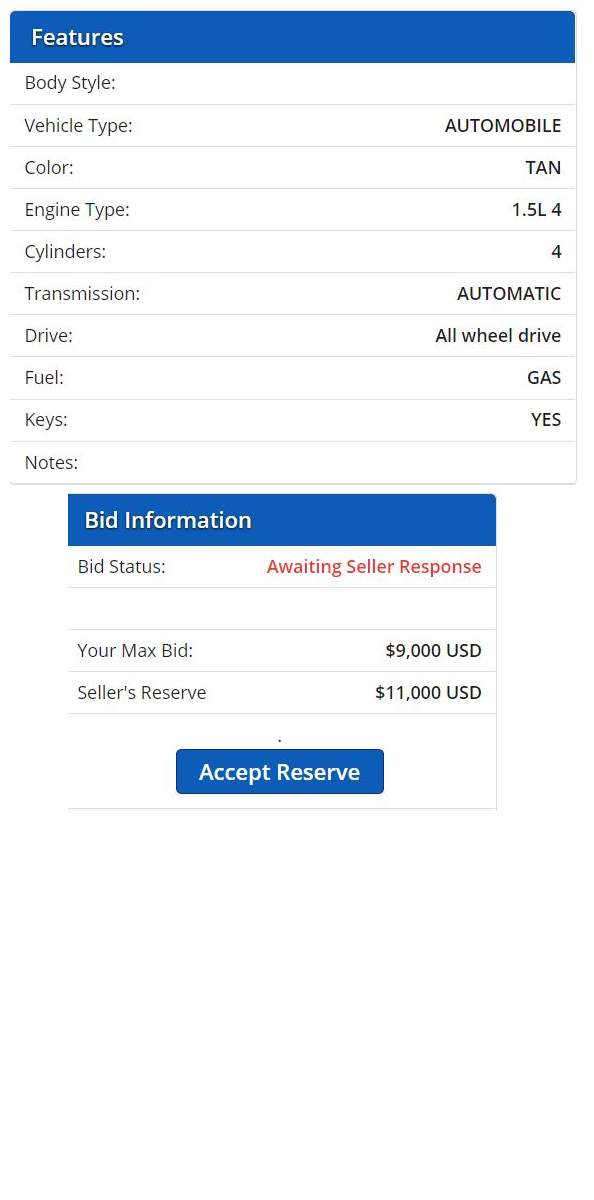 Features
Body Style:
Vehicle Type: AUTOMOBILE
Color: TAN
Engine Type: 1.5L 4
Cylinders: 4
Transmission: AUTOMATIC
Drive: All wheel drive
Fuel: GAS
Keys: YES
Notes:
Bid Information
Bid Status: Awaiting Seller Response
Your Max Bid: $9,000 USD
Seller's Reserve $11,000 USD
.
Accept Reserve